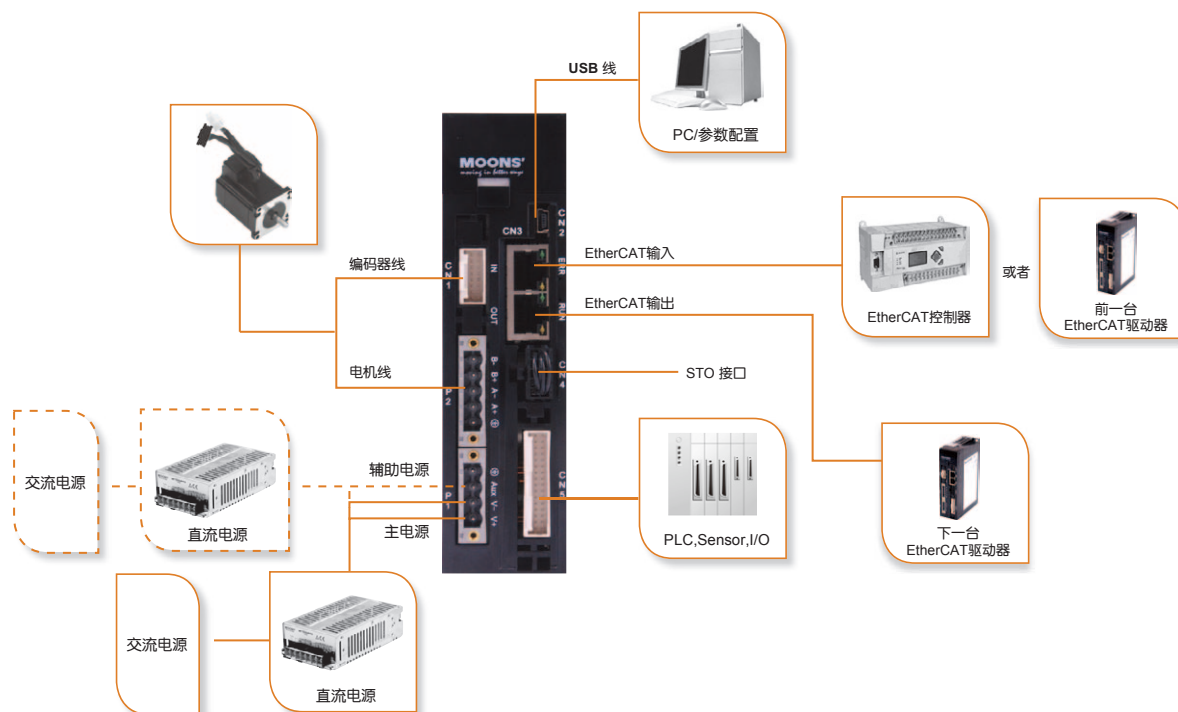 USB 线
PC/参数配置
MOONS'
moving in better ways
CN2
CN3
编码器线
CN1
IN
ERR
EtherCAT输入
EtherCAT控制器
或者
前一台
EtherCAT驱动器
OUT
RUN
EtherCAT输出
电机线
P2
B-
B+
A-
A+
CN4
STO 接口
交流电源
直流电源
辅助电源
主电源
P1
Aux
V-
V+
CN5
PLC,Sensor,I/O
下一台
EtherCAT驱动器
交流电源
直流电源